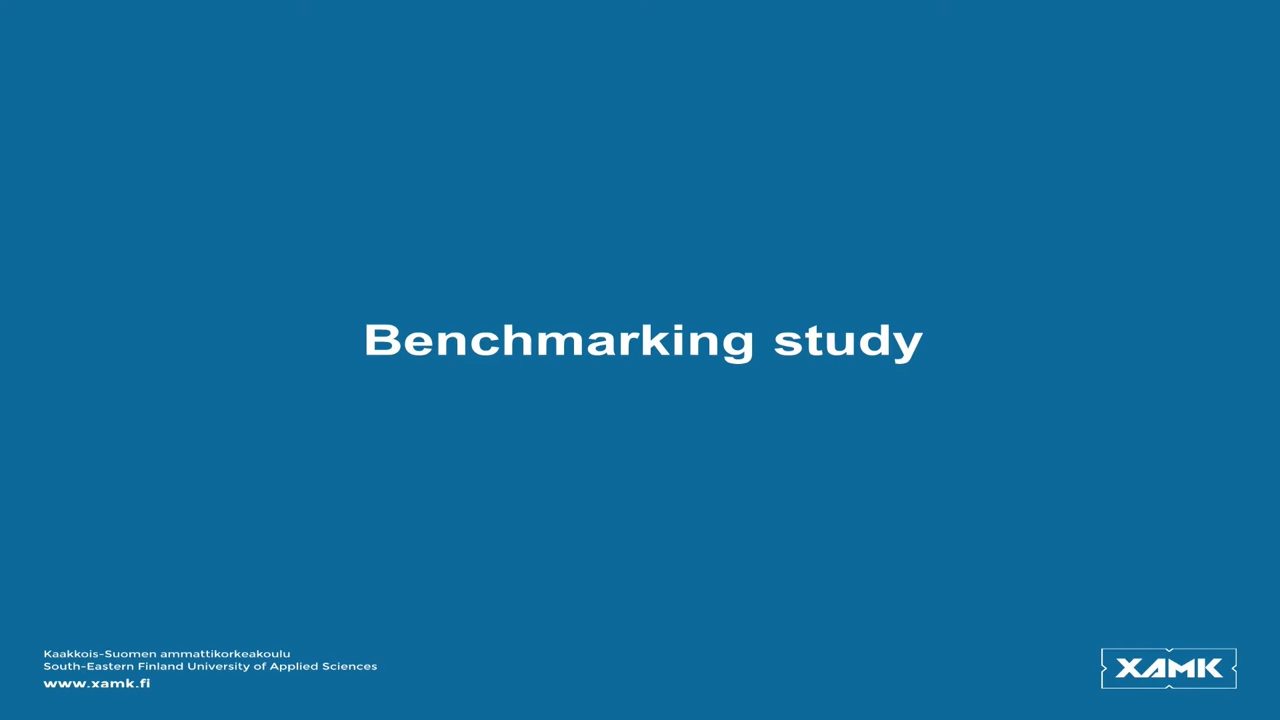 Benchmarking study
Kaakkois-Suomen ammattikorkeakoulu
South-Eastern Finland University of Applied Sciences
www.xamk.fi
XAMK